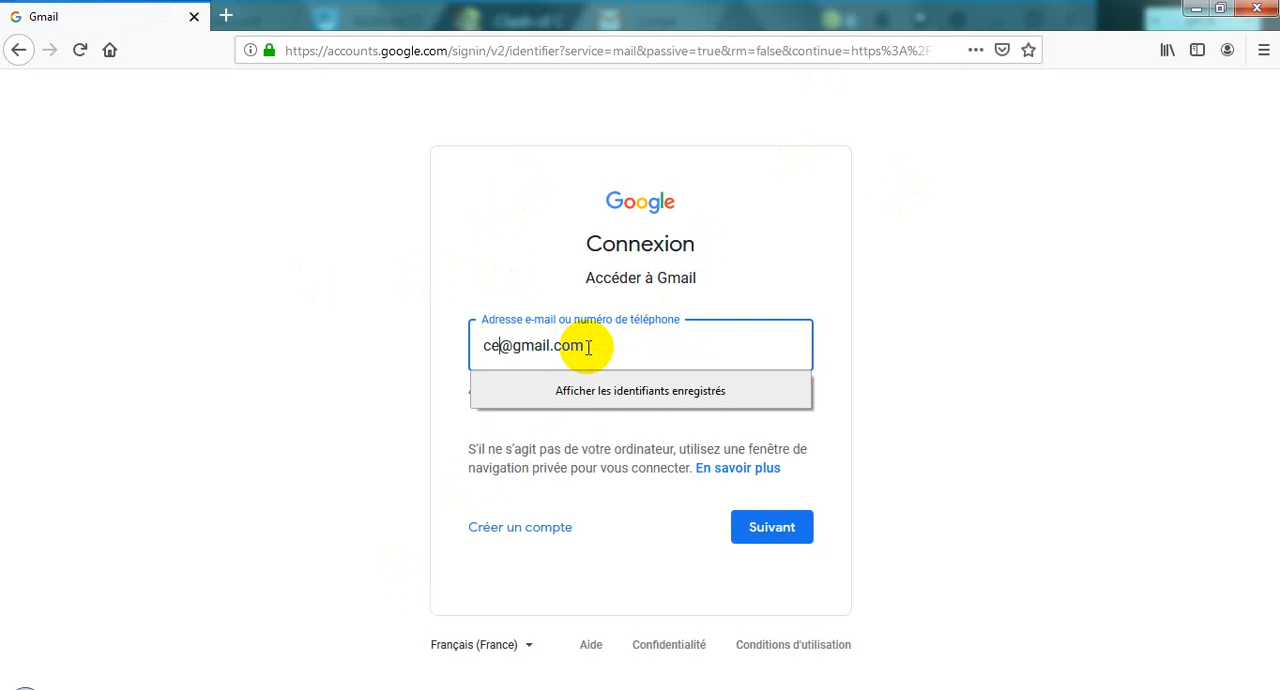 Gmail
https://accounts.google.com/signin/v2/identifier?service=mail&passive=true&rm=false&continue=https%3A%2F
Google
Connexion
Accéder à Gmail
Adresse e-mail ou numéro de téléphone
ce@gmail.com
Afficher les identifiants enregistrés
S'il ne s'agit pas de votre ordinateur, utilisez une fenêtre de
navigation privée pour vous connecter. En savoir plus
Créer un compte
Suivant
Français (France)
Aide
Confidentialité
Conditions d'utilisation